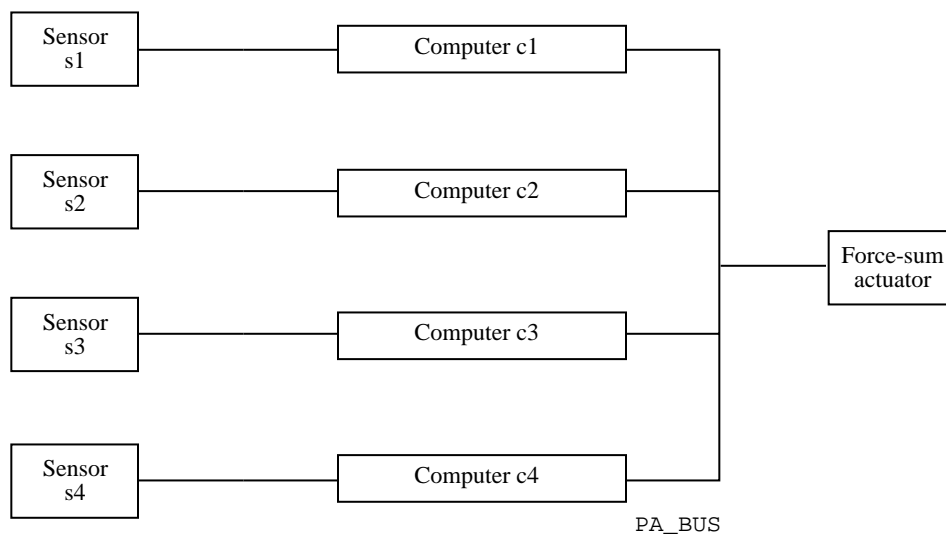 Sensor
s1
Computer c1
Sensor
s2
Computer c2
Force-sum
actuator
Sensor
s3
Computer c3
Sensor
s4
Computer c4
PA_BUS